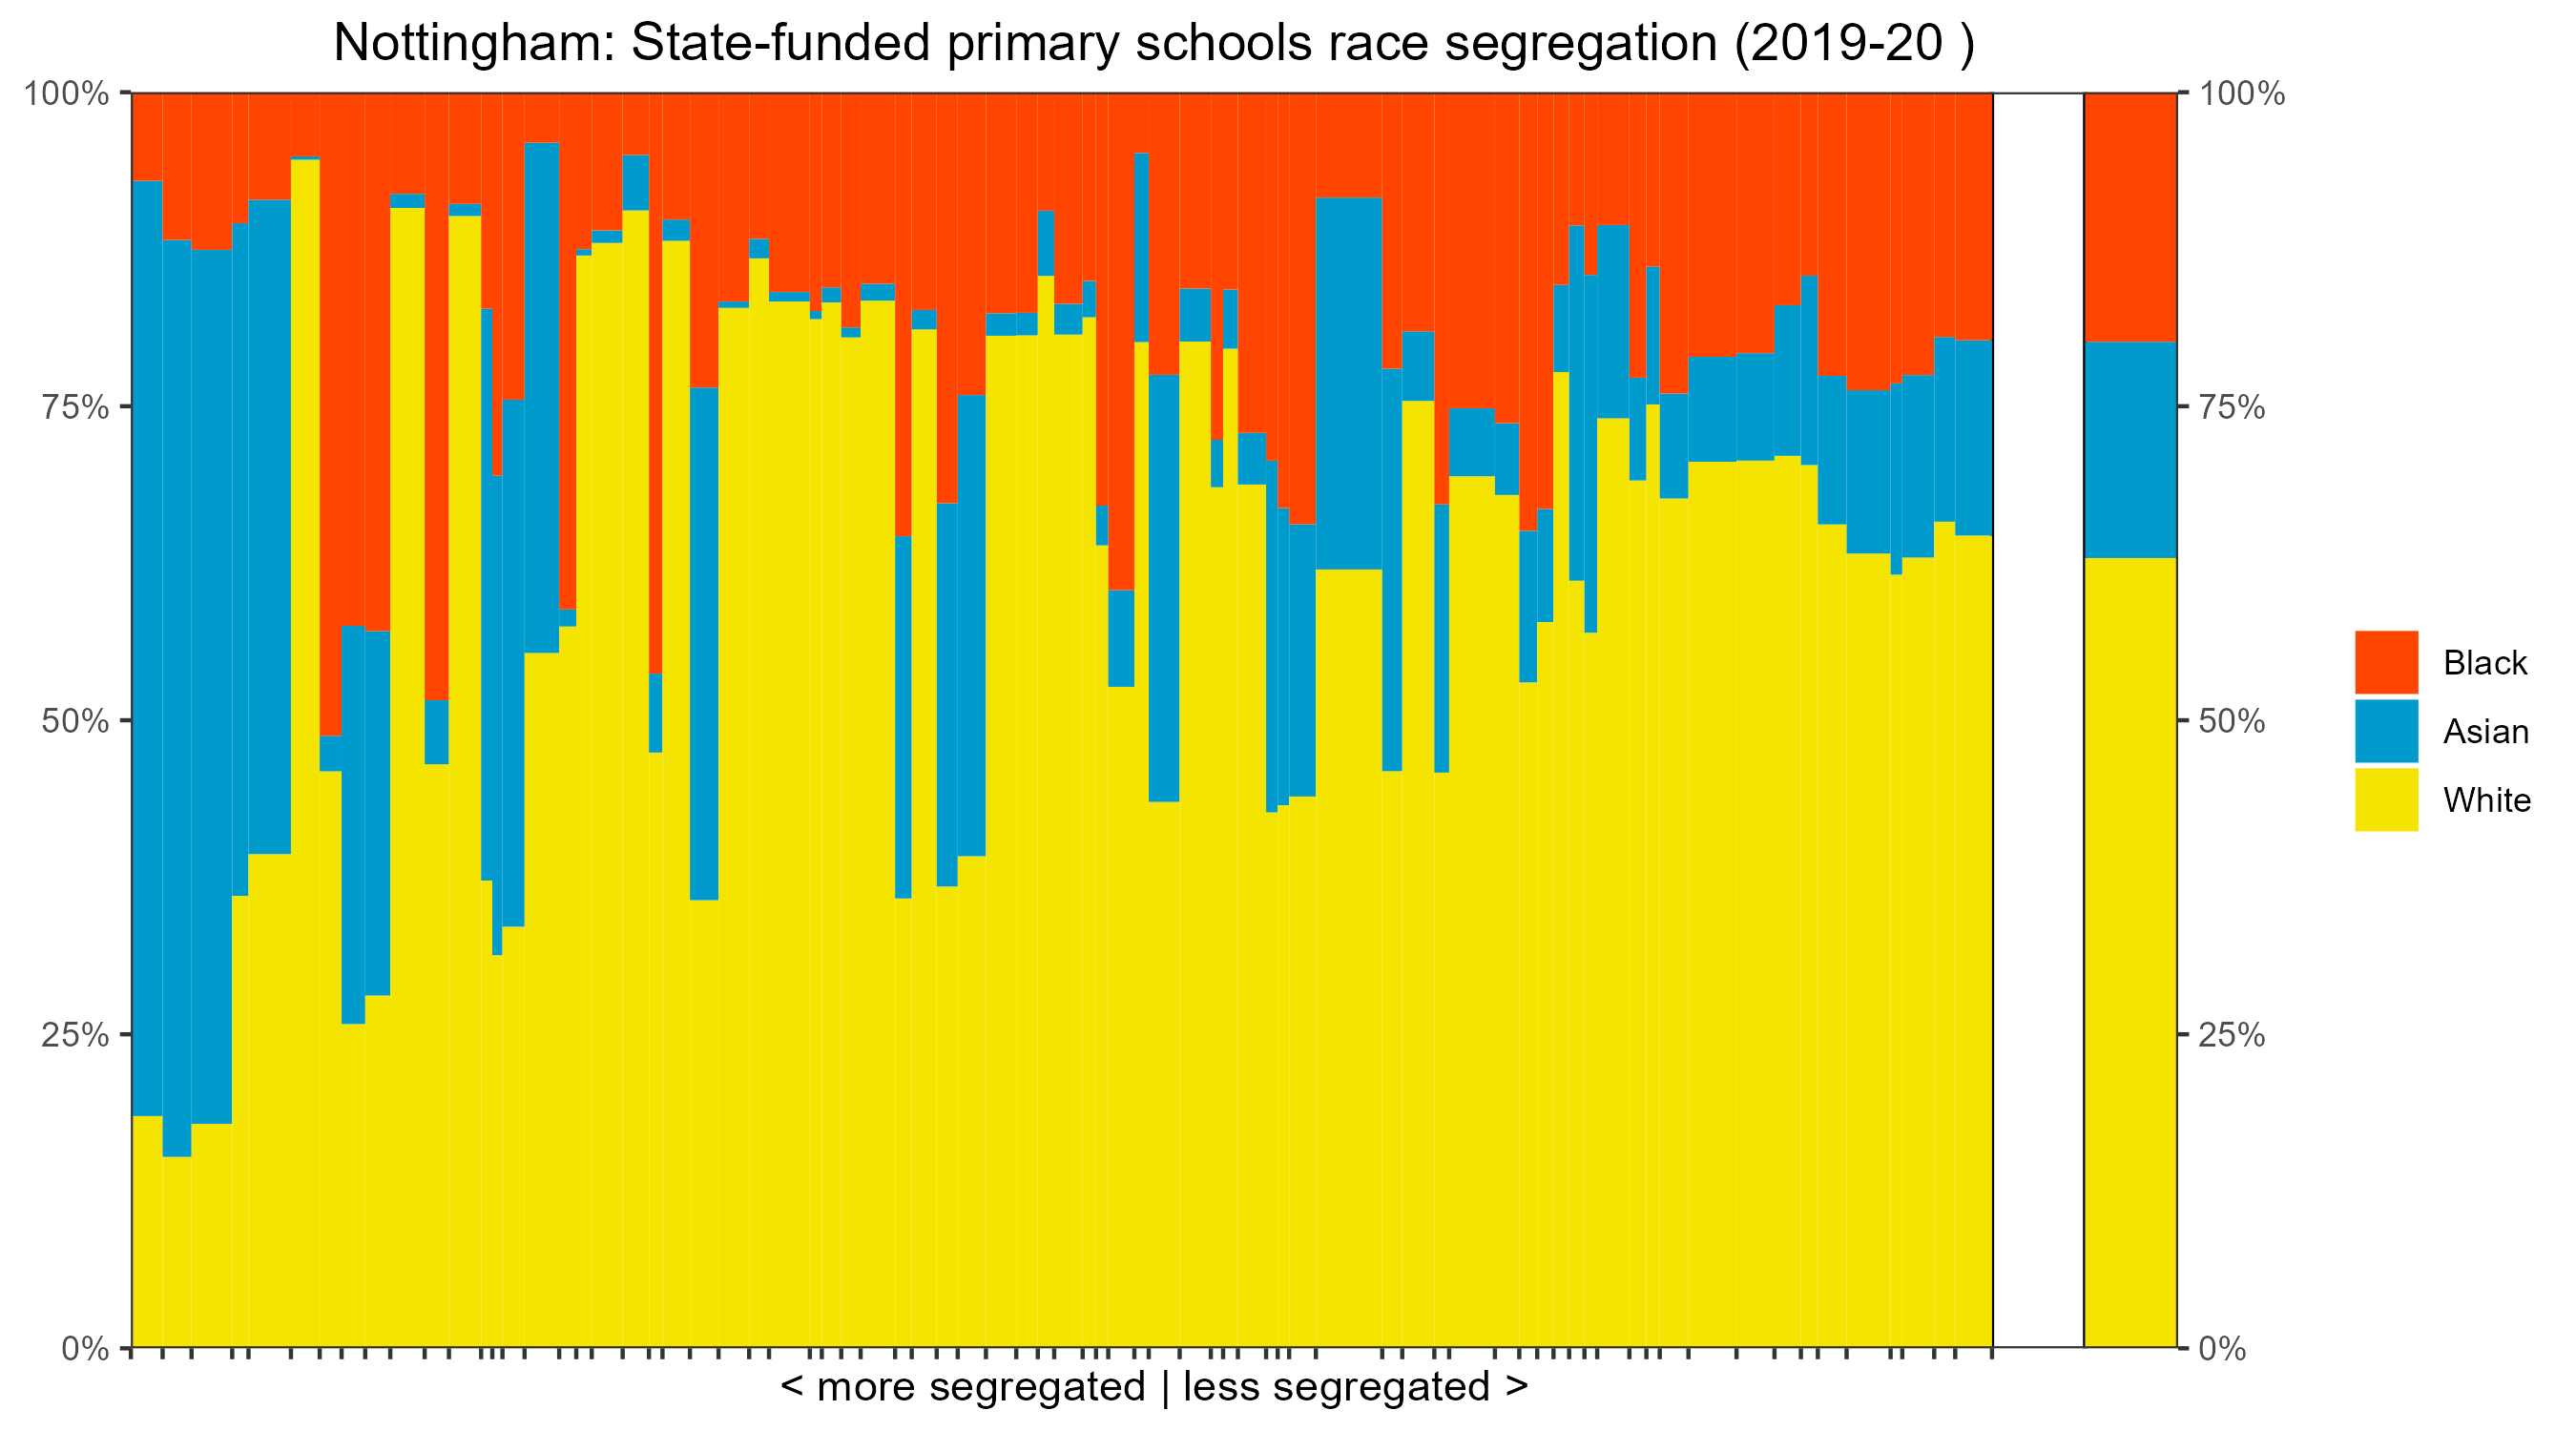 Nottingham: State-funded primary schools race segregation (2019-20 )
100%
75%
50%
25%
0%
100%
75%
50%
25%
0%
Black
Asian
White
< more segregated | less segregated >